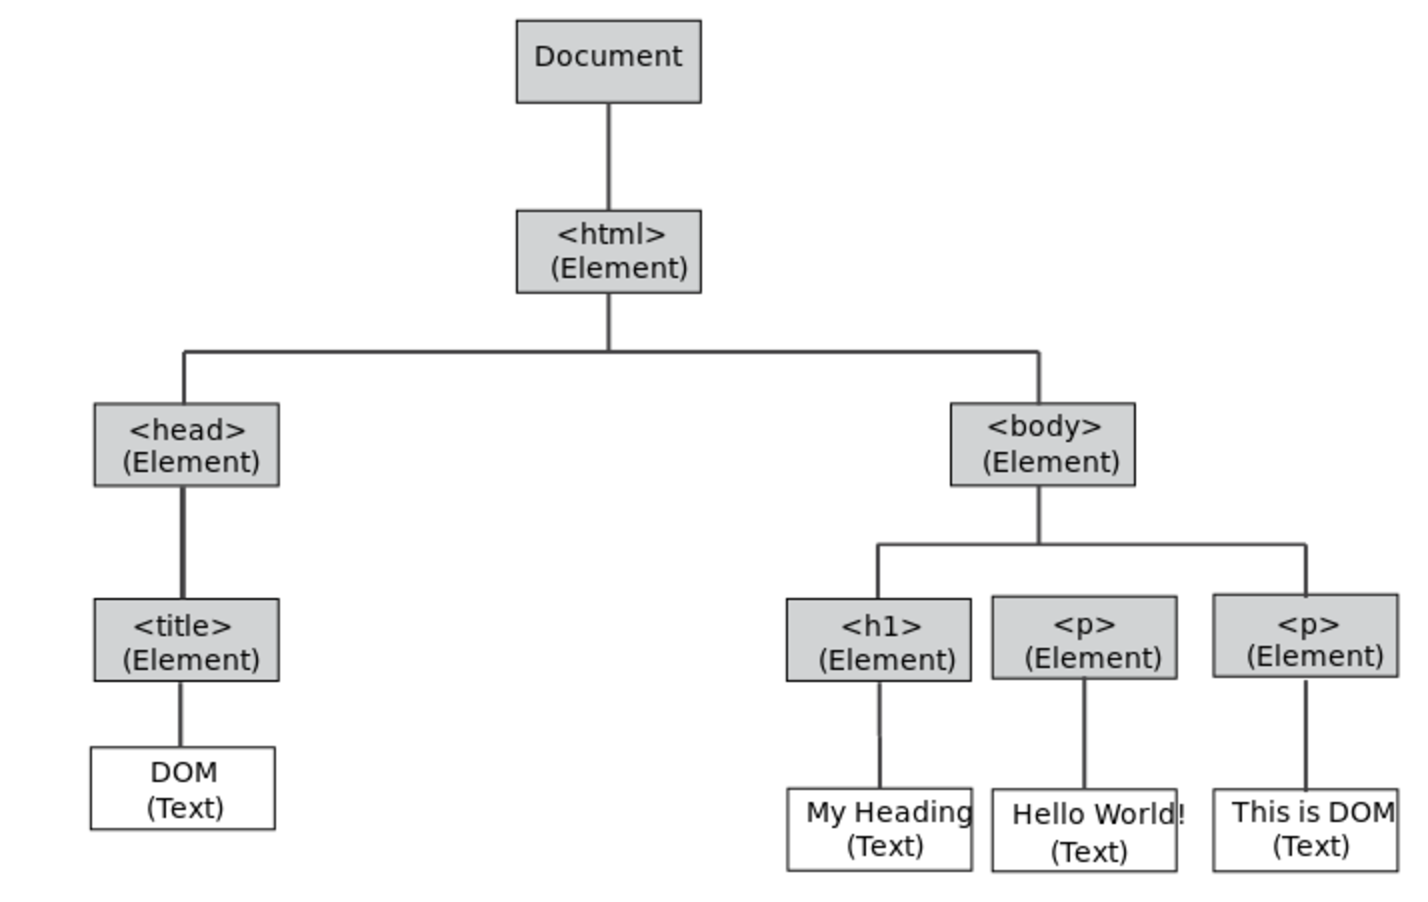 Document
<html>
(Element)
<head>
(Element)
<body>
(Element)
<title>
(Element)
<h1>
(Element)
<p>
(Element)
<p>
(Element)
DOM
(Text)
My Heading
(Text)
Hello World!
(Text)
This is DOM
(Text)